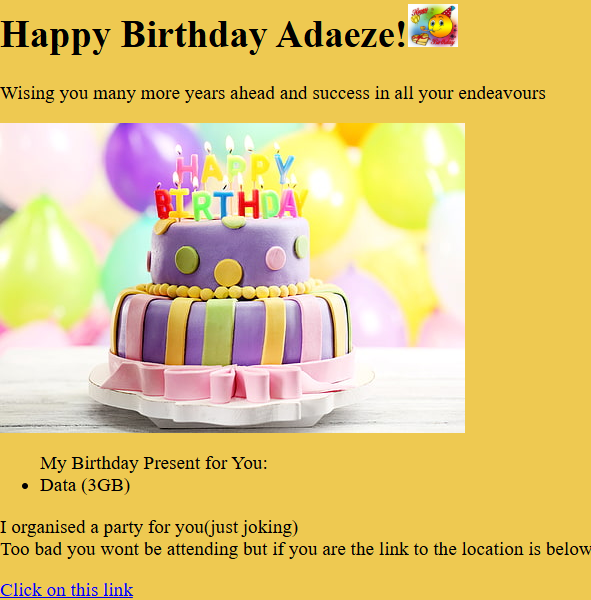 Happy Birthday Adaeze!
Wising you many more years ahead and success in all your endeavours
HAPPY
BIRTHDAY
My Birthday Present for You:
Data (3GB)
I organised a party for you(just joking)
Too bad you wont be attending but if you are the link to the location is below
Click on this link